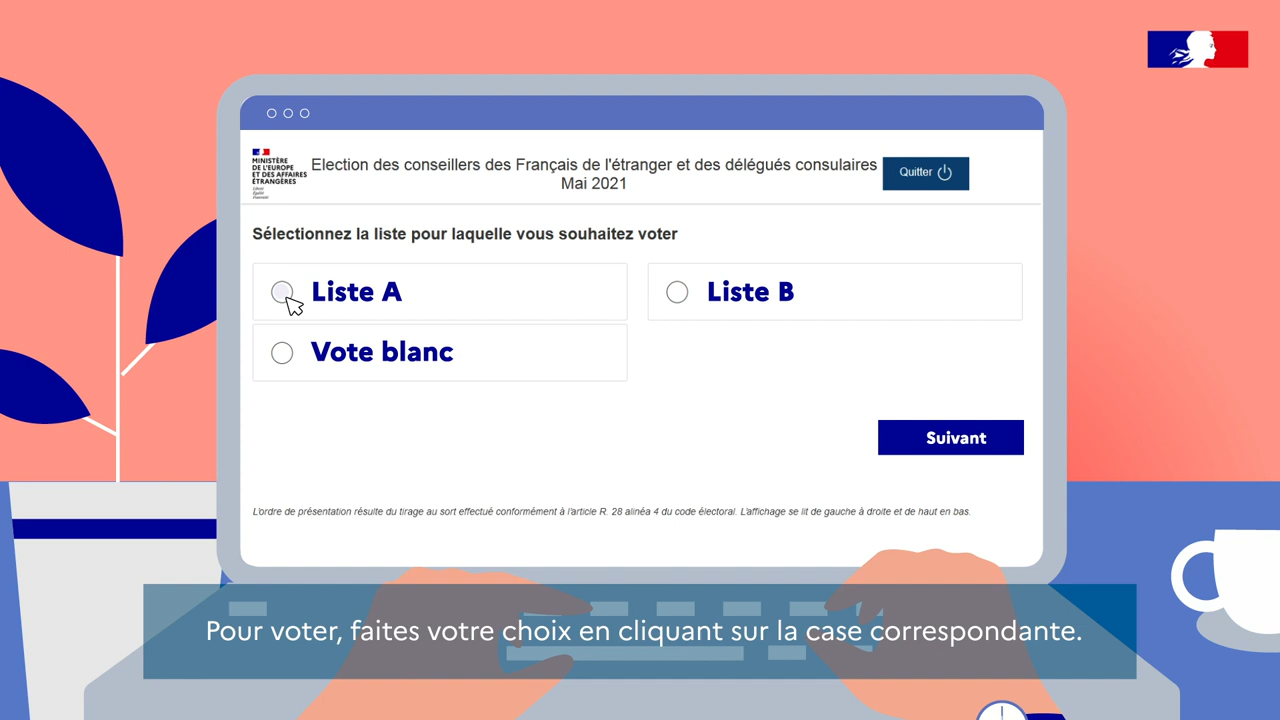 MINISTÈRE
DE L'EUROPE
ET DES AFFAIRES
ÉTRANGÈRES
Liberté
Égalité
Fraternité
Election des conseillers des Français de l'étranger et des délégués consulaires
Mai 2021
Quitter
Sélectionnez la liste pour laquelle vous souhaitez voter
Liste A
Liste B
Vote blanc
Suivant
L'ordre de présentation résulte du tirage au sort effectué conformément à l'article R. 28 alinéa 4 du code électoral. L'affichage se lit de gauche à droite et de haut en bas.
Pour voter, faites votre choix en cliquant sur la case correspondante.